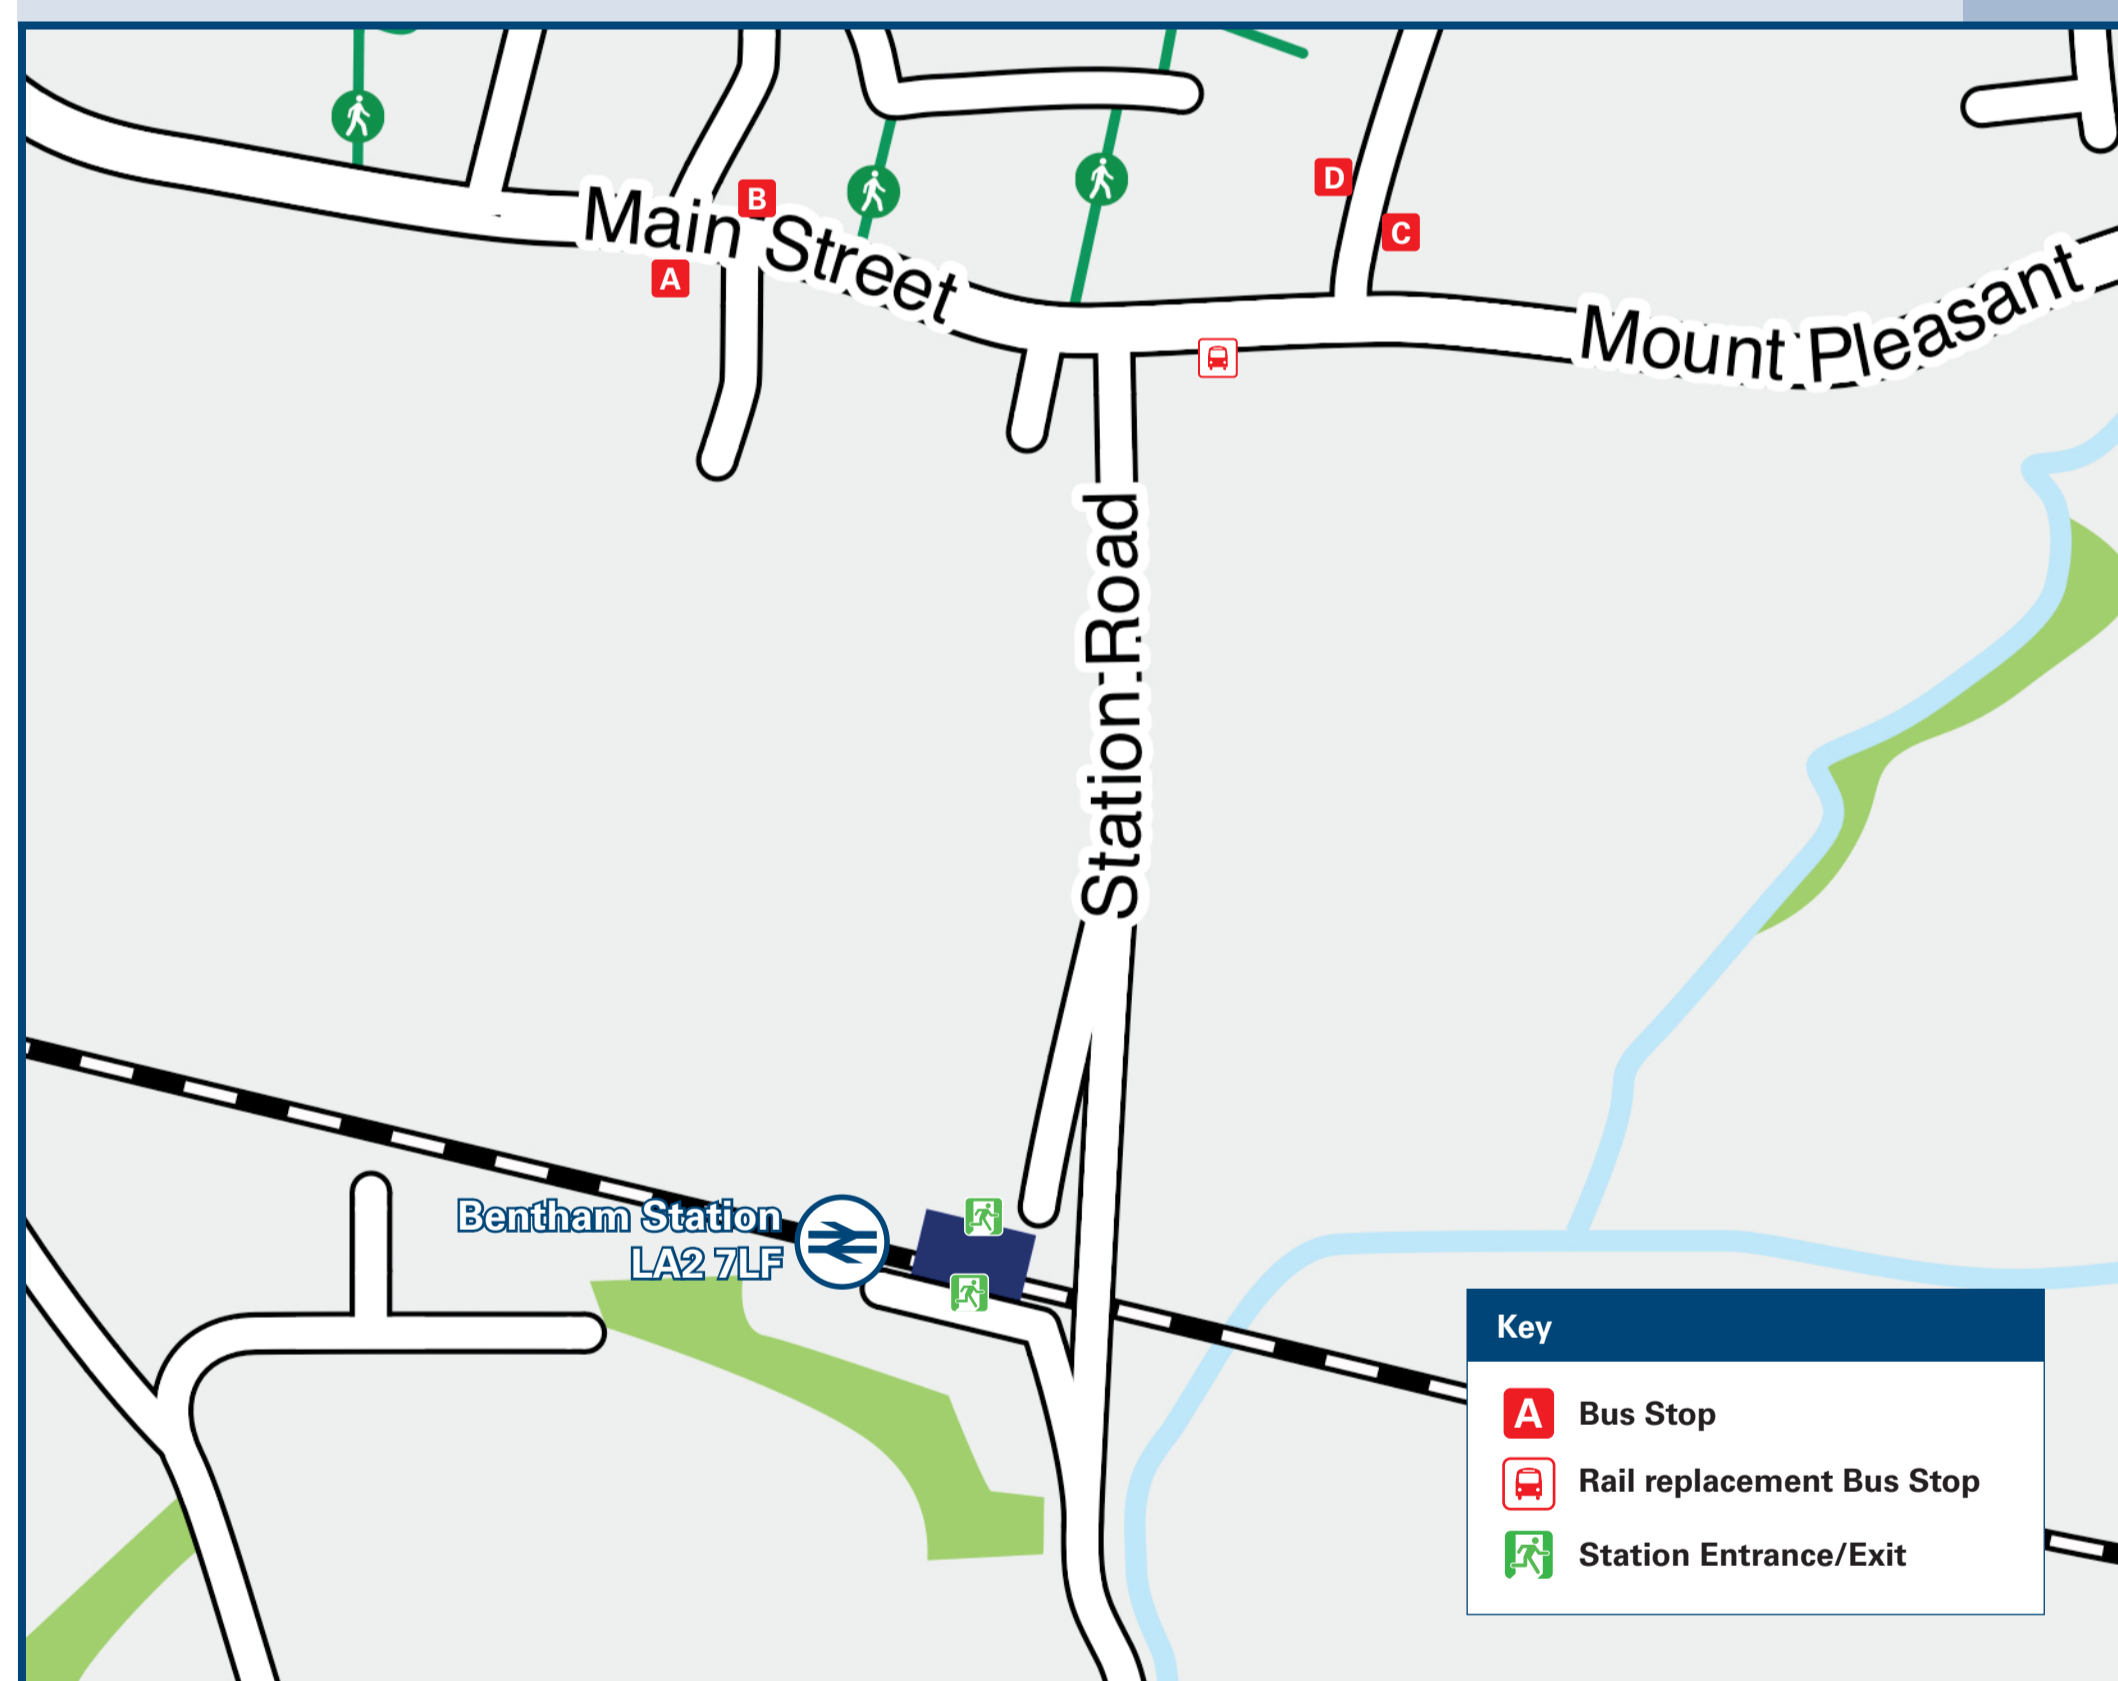 B
D
C
A
Main Street
Mount Pleasant
Station Road
Bentham Station
LA2 7LF
Key
A Bus Stop
Rail replacement Bus Stop
Station Entrance/Exit